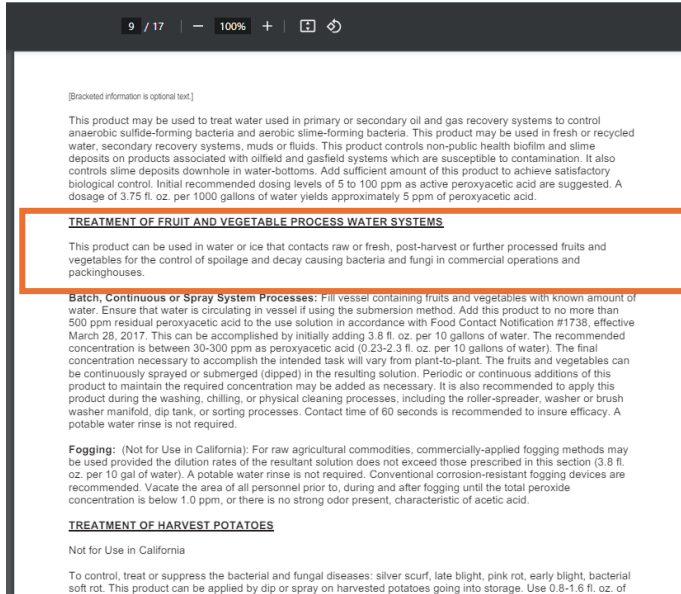 9 / 17 — 100% +
[Bracketed information is optional text.]
This product may be used to treat water used in primary or secondary oil and gas recovery systems to control
anaerobic sulfide-forming bacteria and aerobic slime-forming bacteria. This product may be used in fresh or recycled
water, secondary recovery systems, muds or fluids. This product controls non-public health biofilm and slime
deposits on products associated with oilfield and gasfield systems which are susceptible to contamination. It also
controls slime deposits downhole in water-bottoms. Add sufficient amount of this product to achieve satisfactory
biological control. Initial recommended dosing levels of 5 to 100 ppm as active peroxyacetic acid are suggested. A
dosage of 3.75 fl. oz. per 1000 gallons of water yields approximately 5 ppm of peroxyacetic acid.
TREATMENT OF FRUIT AND VEGETABLE PROCESS WATER SYSTEMS
This product can be used in water or ice that contacts raw or fresh, post-harvest or further processed fruits and
vegetables for the control of spoilage and decay causing bacteria and fungi in commercial operations and
packinghouses.
Batch, Continuous or Spray System Processes: Fill vessel containing fruits and vegetables with known amount of
water. Ensure that water is circulating in vessel if using the submersion method. Add this product to no more than
500 ppm residual peroxyacetic acid to the use solution in accordance with Food Contact Notification #1738, effective
March 28, 2017. This can be accomplished by initially adding 3.8 fl. oz. per 10 gallons of water. The recommended
concentration is between 30-300 ppm as peroxyacetic acid (0.23-2.3 fl. oz. per 10 gallons of water). The final
concentration necessary to accomplish the intended task will vary from plant-to-plant. The fruits and vegetables can
be continuously sprayed or submerged (dipped) in the resulting solution. Periodic or continuous additions of this
product to maintain the required concentration may be added as necessary. It is also recommended to apply this
product during the washing, chilling, or physical cleaning processes, including the roller-spreader, washer or brush
washer manifold, dip tank, or sorting processes. Contact time of 60 seconds is recommended to insure efficacy. A
potable water rinse is not required.
Fogging: (Not for Use in California): For raw agricultural commodities, commercially-applied fogging methods may
be used provided the dilution rates of the resultant solution does not exceed those prescribed in this section (3.8 fl.
oz. per 10 gal of water). A potable water rinse is not required. Conventional corrosion-resistant fogging devices are
recommended. Vacate the area of all personnel prior to, during and after fogging until the total peroxide
concentration is below 1.0 ppm, or there is no strong odor present, characteristic of acetic acid.
TREATMENT OF HARVEST POTATOES
Not for Use in California
To control, treat or suppress the bacterial and fungal diseases: silver scurf, late blight, pink rot, early blight, bacterial
soft rot. This product can be applied by dip or spray on harvested potatoes going into storage. Use 0.8-1.6 fl. oz. of